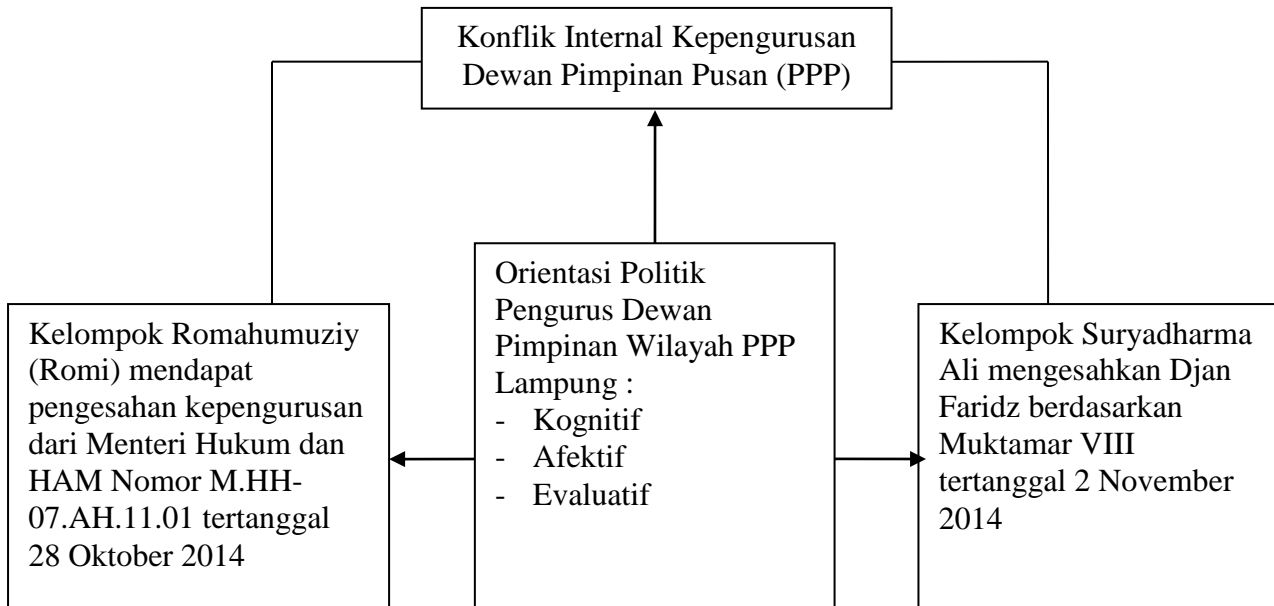 Konflik Internal Kepengurusan
Dewan Pimpinan Pusan (PPP)
Kelompok Romahumuziy
(Romi) mendapat
pengesahan kepengurusan
dari Menteri Hukum dan
HAM Nomor M.HH-
07.AH.11.01 tertanggal
28 Oktober 2014
Orientasi Politik
Pengurus Dewan
Pimpinan Wilayah PPP
Lampung :
- Kognitif
- Afektif
- Evaluatif
Kelompok Suryadharma
Ali mengesahkan Djan
Faridz berdasarkan
Muktamar VIII
tertanggal 2 November
2014